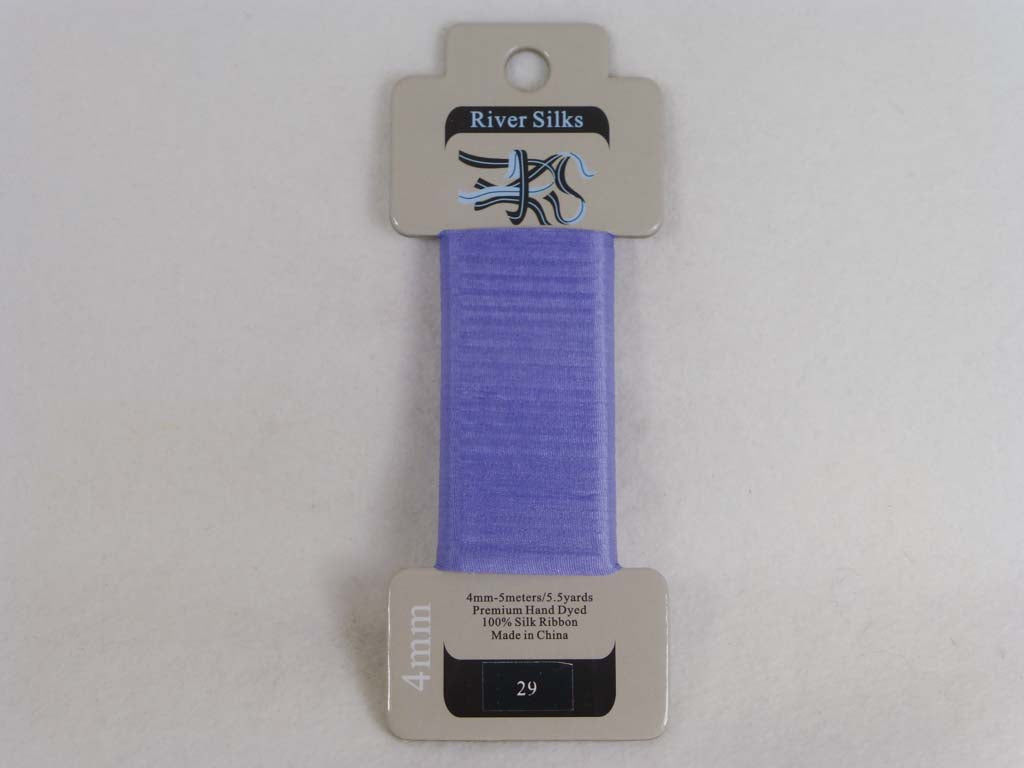 River Silks
4mm-5meters/5.5yards
Premium Hand Dyed
100% Silk Ribbon
Made in China
4mm
29